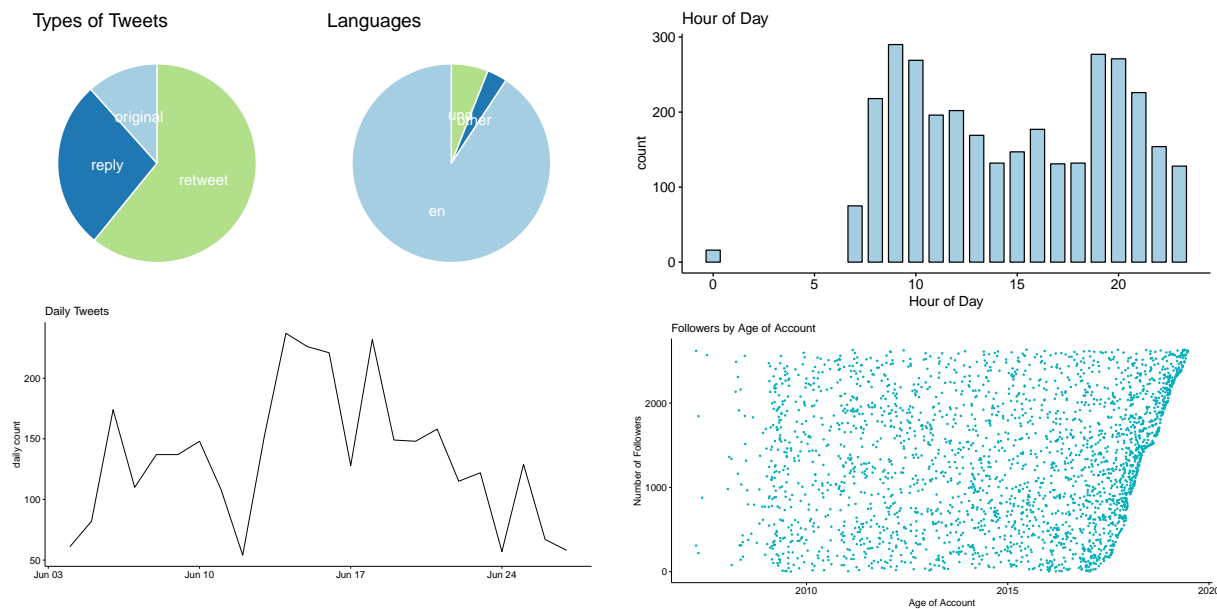 Types of Tweets
original
reply
retweet
Languages
und
other
en
Hour of Day
300
200
100
0
count
0 5 10 15 20
Hour of Day
Daily Tweets
200
150
100
50
daily count
Jun 03 Jun 10 Jun 17 Jun 24
Followers by Age of Account
2000
1000
0
Number of Followers
2010 2015 2020
Age of Account